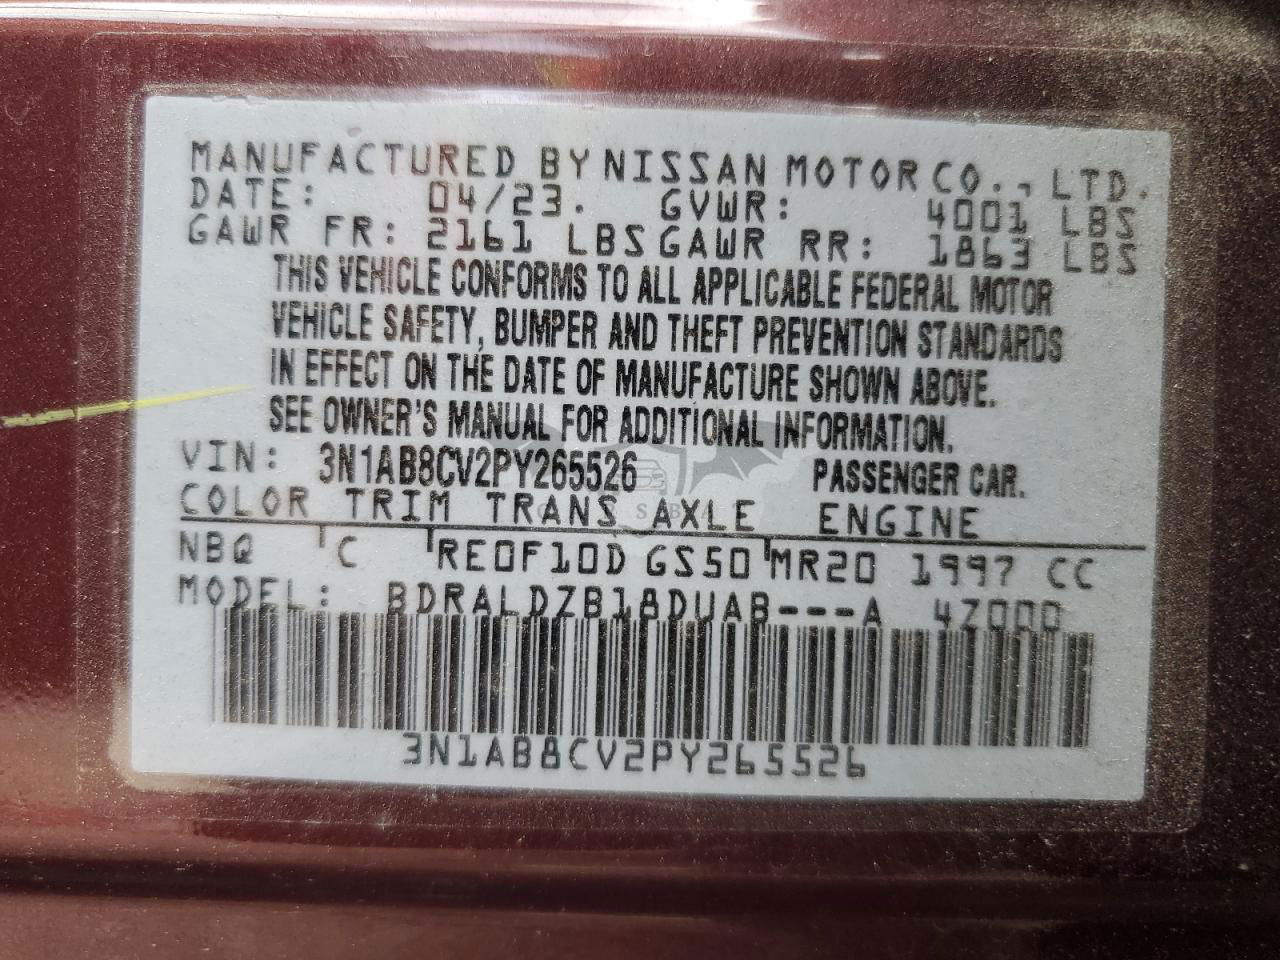 MANUFACTURED BY NISSAN MOTOR CO., LTD.
DATE: 04/23. GVWR: 4001 LBS
GAWR FR: 2161 LBS GAWR RR: 1863 LBS
THIS VEHICLE CONFORMS TO ALL APPLICABLE FEDERAL MOTOR
VEHICLE SAFETY, BUMPER AND THEFT PREVENTION STANDARDS
IN EFFECT ON THE DATE OF MANUFACTURE SHOWN ABOVE.
SEE OWNER'S MANUAL FOR ADDITIONAL INFORMATION.
VIN: 3N1AB8CV2PY265526 PASSENGER CAR.
COLOR TRIM TRANS AXLE ENGINE
NBQ C RE0F10D GS50 MR20 1997 CC
MODEL: BDRALDZB18DUAB---A 4Z000
3N1AB8CV2PY265526